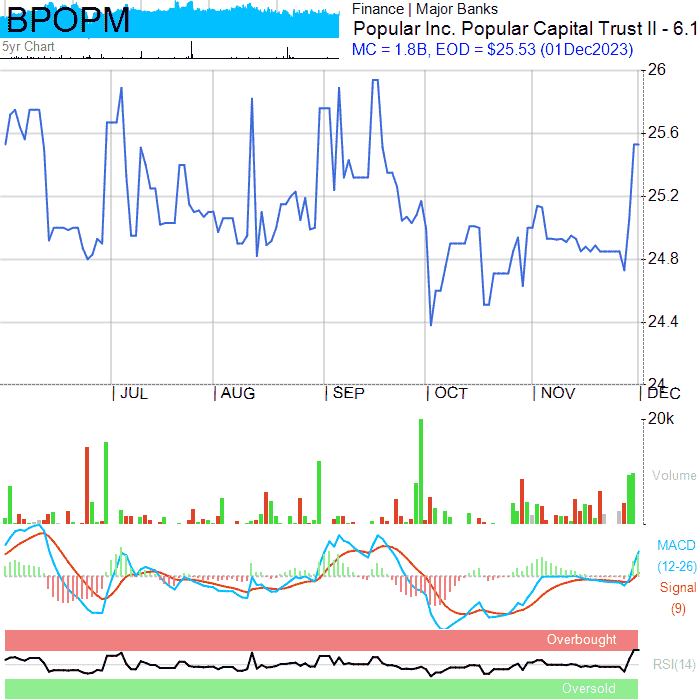 BPOPM
5yr Chart
Finance | Major Banks
Popular Inc. Popular Capital Trust II - 6.1
MC = 1.8B, EOD = $25.53 (01Dec2023)
26
25.6
25.2
24.8
24.4
24
JUL AUG SEP OCT NOV DEC
20k
Volume
MACD
(12-26)
Signal
(9)
Overbought
RSI(14)
Oversold